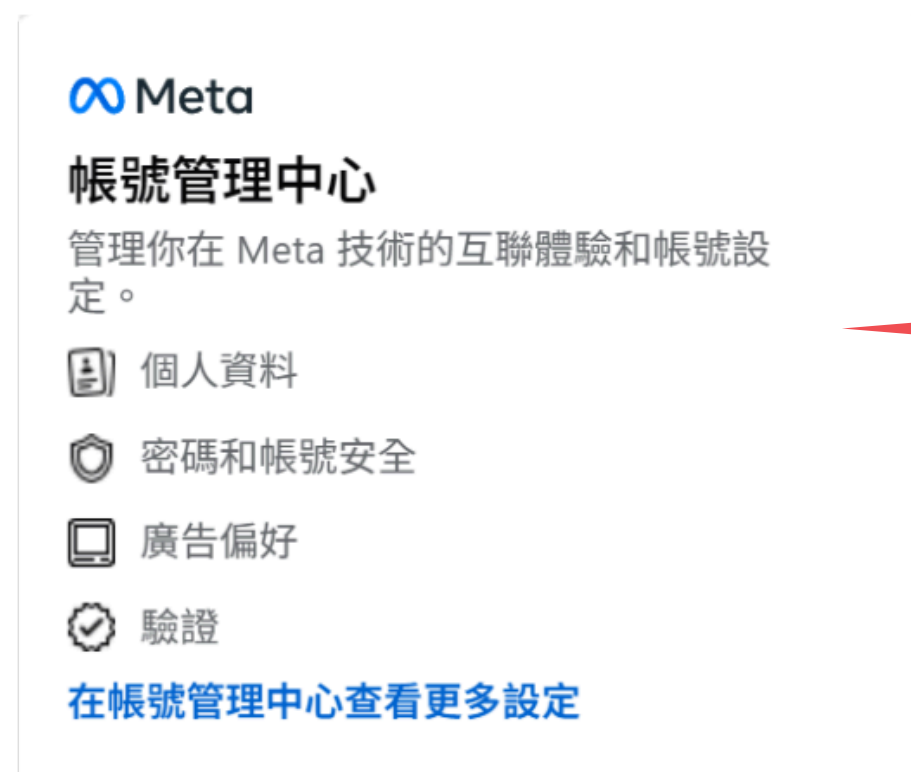 Meta
帳號管理中心
管理你在 Meta 技術的互聯體驗和帳號設
定。
個人資料
密碼和帳號安全
廣告偏好
驗證
在帳號管理中心查看更多設定